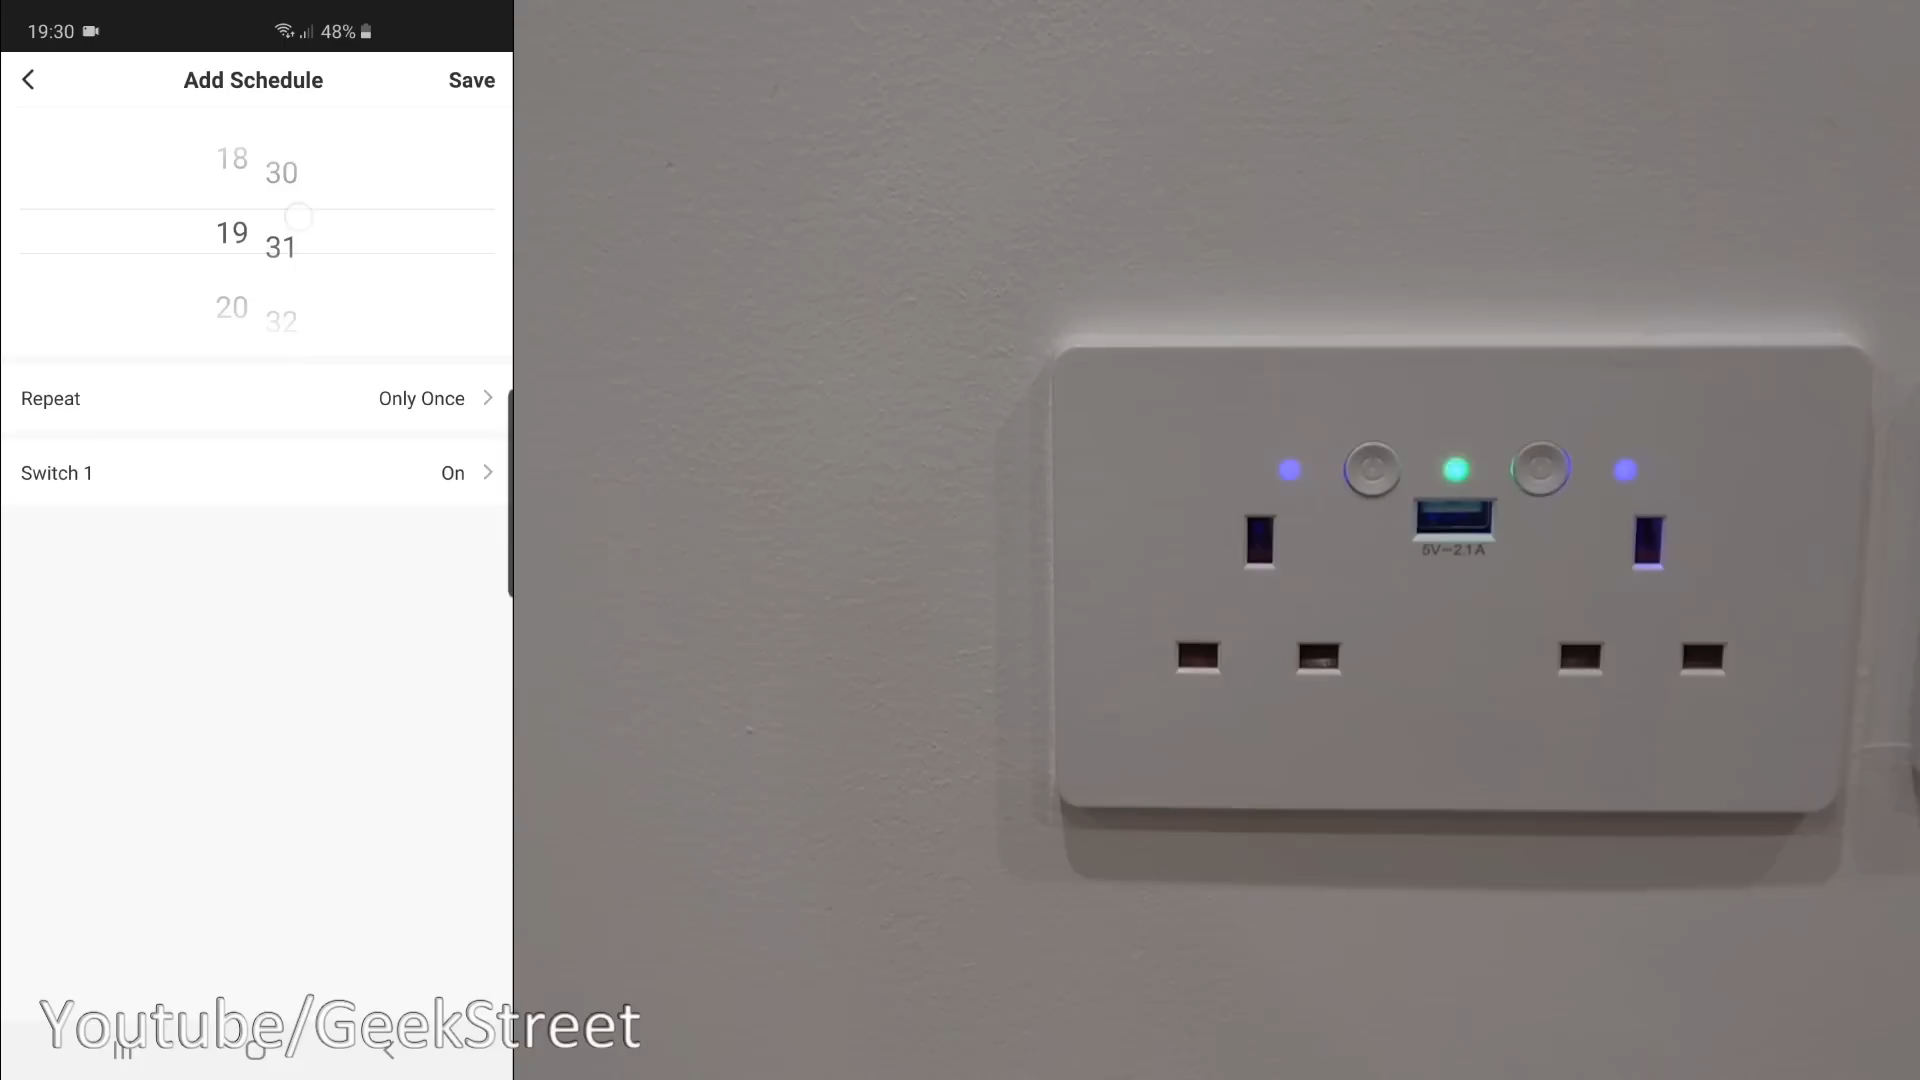 19:30 48%
Add Schedule Save
18 30
19 31
20 32
Repeat Only Once
Switch 1 On
5V-2.1A
Youtube/GeekStreet